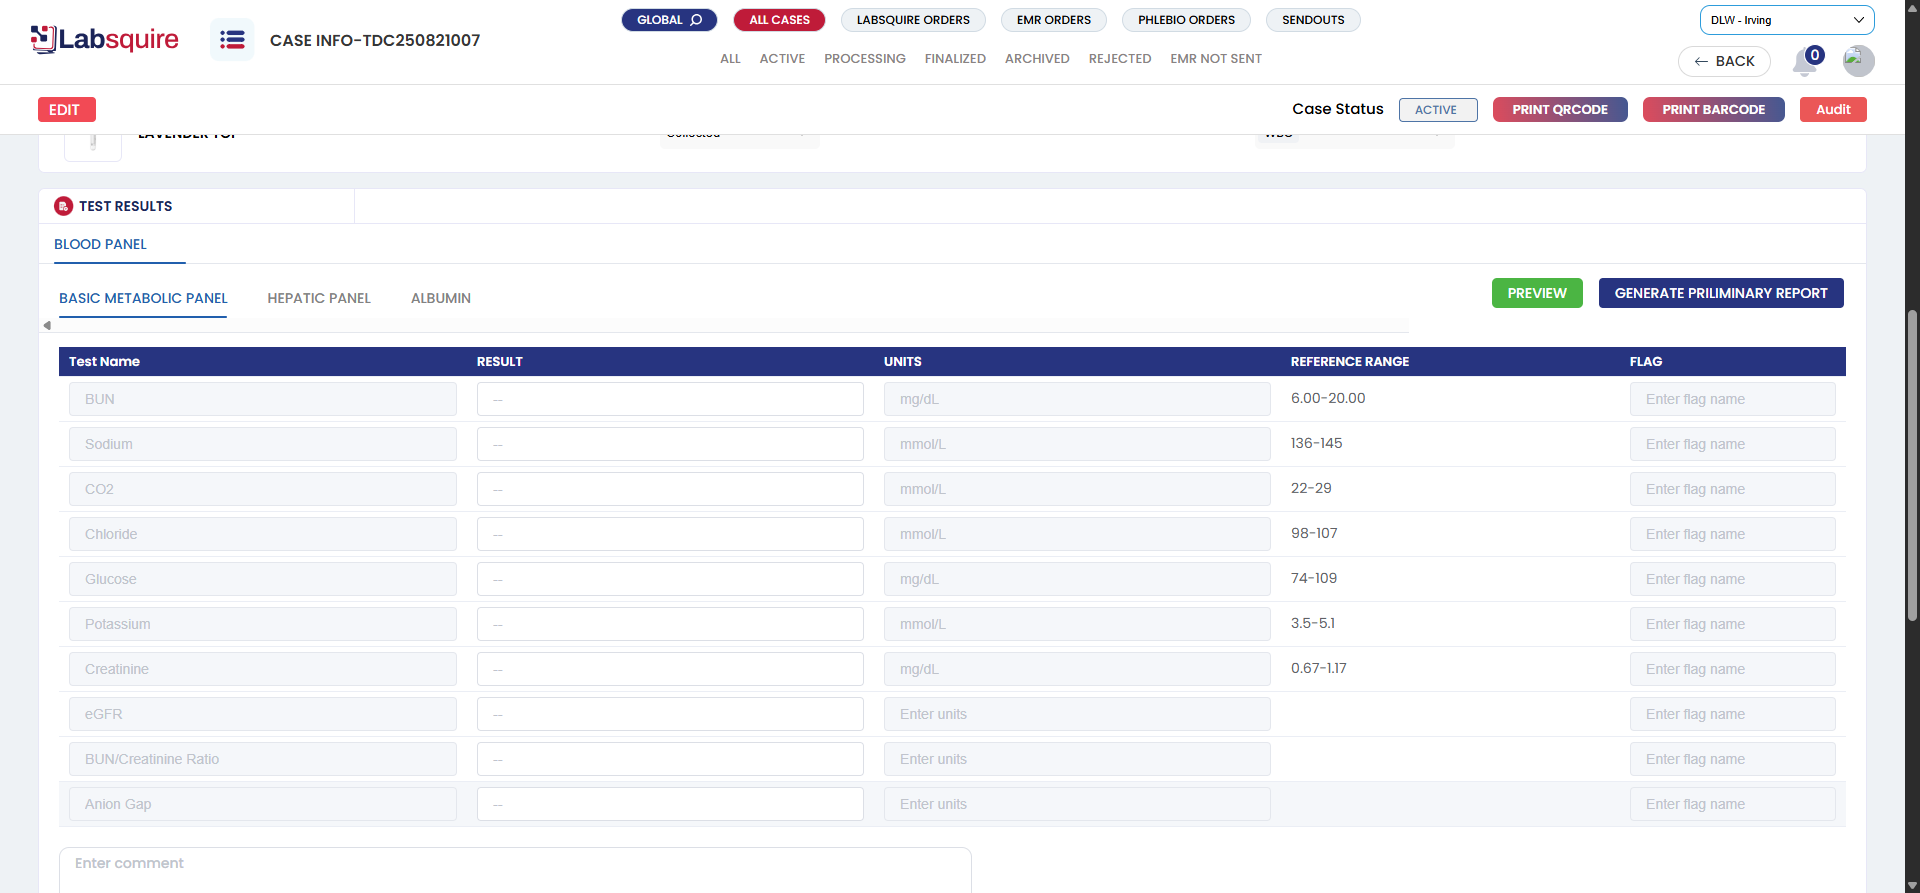 Labsquire
CASE INFO-TDC250821007
GLOBAL
ALL CASES
LABSQUIRE ORDERS
EMR ORDERS
PHLEBIO ORDERS
SENDOUTS
DLW - Irving
ALL
ACTIVE
PROCESSING
FINALIZED
ARCHIVED
REJECTED
EMR NOT SENT
BACK
0
EDIT
Case Status
ACTIVE
PRINT QRCODE
PRINT BARCODE
Audit
LAVENDER TOP
Collected
WBC
TEST RESULTS
BLOOD PANEL
BASIC METABOLIC PANEL
HEPATIC PANEL
ALBUMIN
PREVIEW
GENERATE PRILIMINARY REPORT
Test Name RESULT UNITS REFERENCE RANGE FLAG
BUN -- mg/dL 6.00-20.00 Enter flag name
Sodium -- mmol/L 136-145 Enter flag name
CO2 -- mmol/L 22-29 Enter flag name
Chloride -- mmol/L 98-107 Enter flag name
Glucose -- mg/dL 74-109 Enter flag name
Potassium -- mmol/L 3.5-5.1 Enter flag name
Creatinine -- mg/dL 0.67-1.17 Enter flag name
eGFR -- Enter units Enter flag name
BUN/Creatinine Ratio -- Enter units Enter flag name
Anion Gap -- Enter units Enter flag name
Enter comment